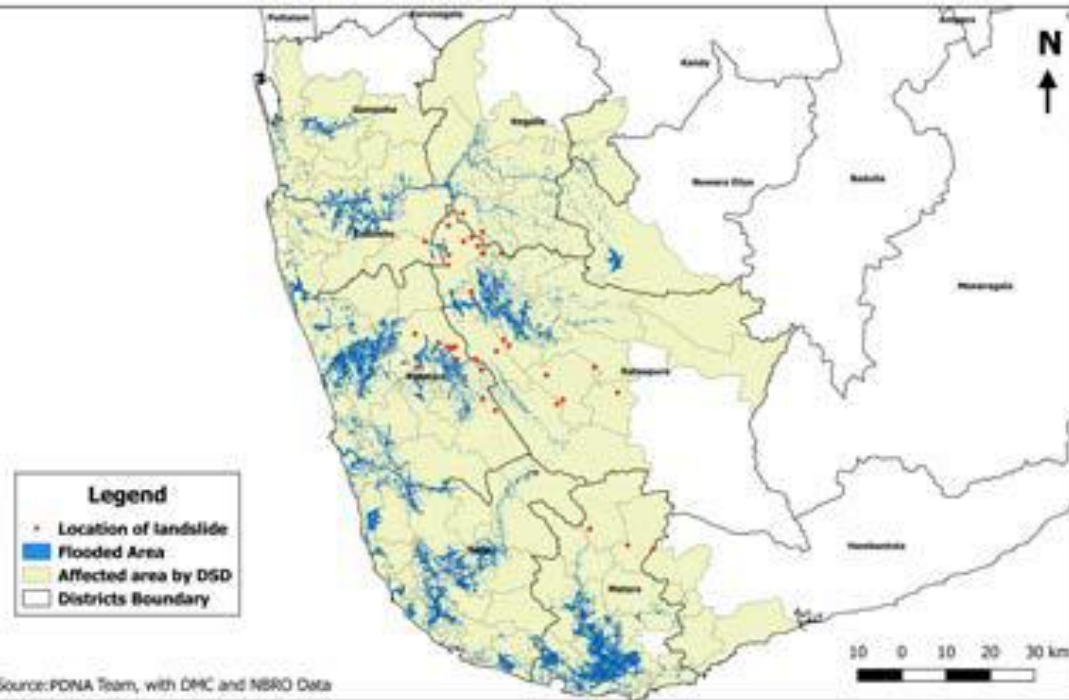 Puttalam
Kurunegala
Ampara
Kandy
N
Gampaha
Kegalle
Nuwara Eliya
Badulla
Colombo
Monaragala
Ratnapura
Kalutara
Legend
Location of landslide
Flooded Area
Affected area by DSD
Districts Boundary
Galle
Hambantota
Matara
10 0 10 20 30 km
Source:PDNA Team, with DMC and NBRO Data